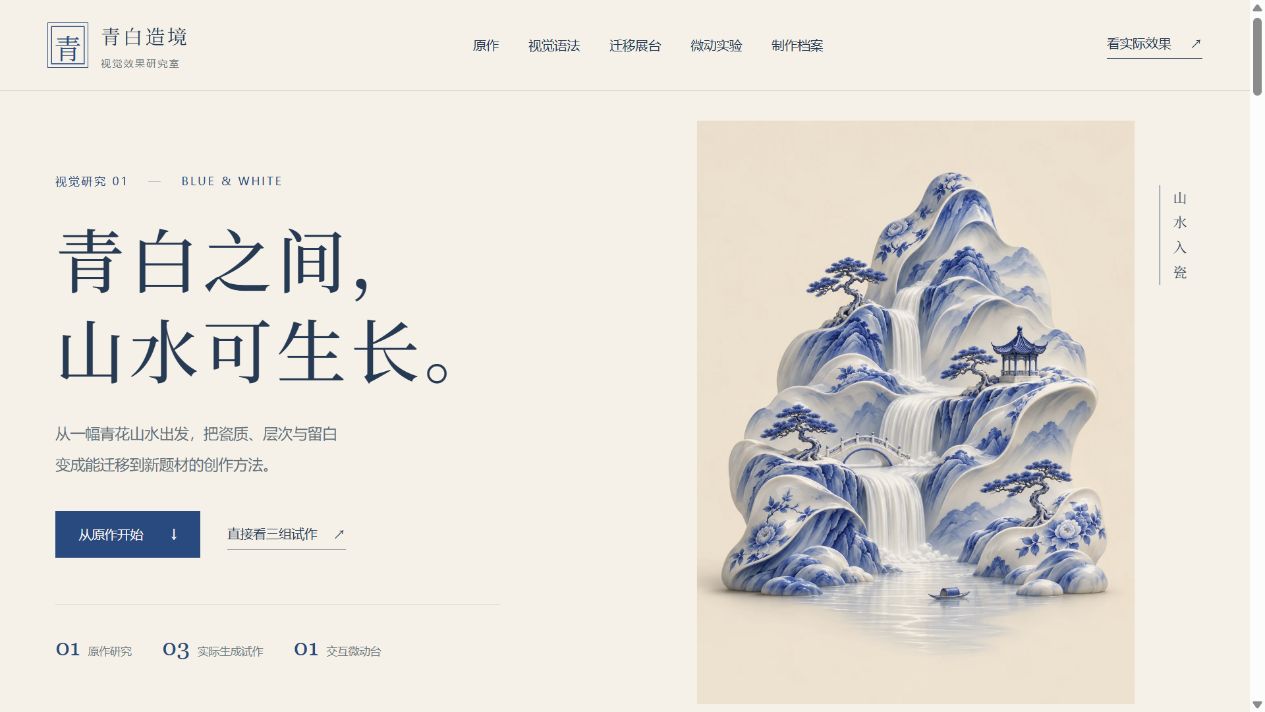 青
青白造境
视觉效果研究室
原作 视觉语法 迁移展台 微动实验 制作档案
看实际效果 ↗
视觉研究 01 — BLUE & WHITE
青白之间，
山水可生长。
从一幅青花山水出发，把瓷质、层次与留白
变成能迁移到新题材的创作方法。
从原作开始 ↓
直接看三组试作 ↗
01 原作研究 03 实际生成试作 01 交互微动台
山水入瓷